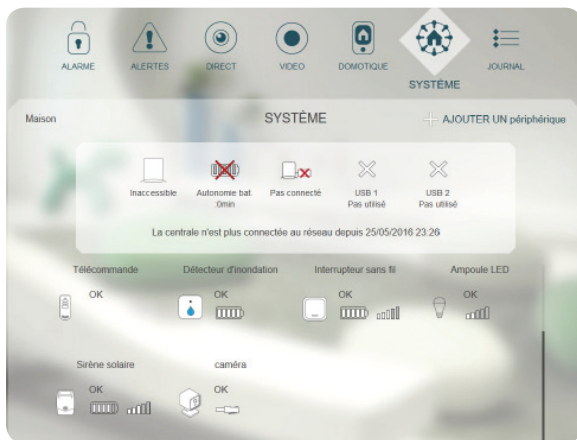 ALARME ALERTES DIRECT VIDEO DOMOTIQUE SYSTÈME JOURNAL
Maison SYSTÉME AJOUTER UN périphérique
Inaccessible Autonomie bat. Pas connecté USB 1 USB 2
:0min Pas utilisé Pas utilisé
La centrale n'est plus connectée au réseau depuis 25/05/2016 23:26
Télécommande Détecteur d'inondation Interrupteur sans fil Ampoule LED
OK OK OK OK
Sirène solaire caméra
OK OK